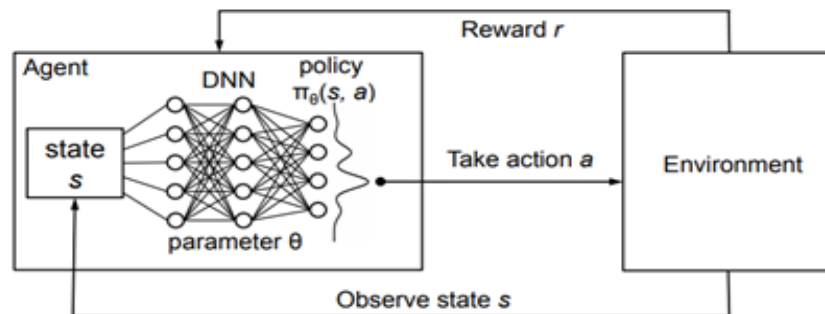 Reward r
Agent
DNN
policy
πθ(s, a)
state
s
Take action a
Environment
parameter θ
Observe state s